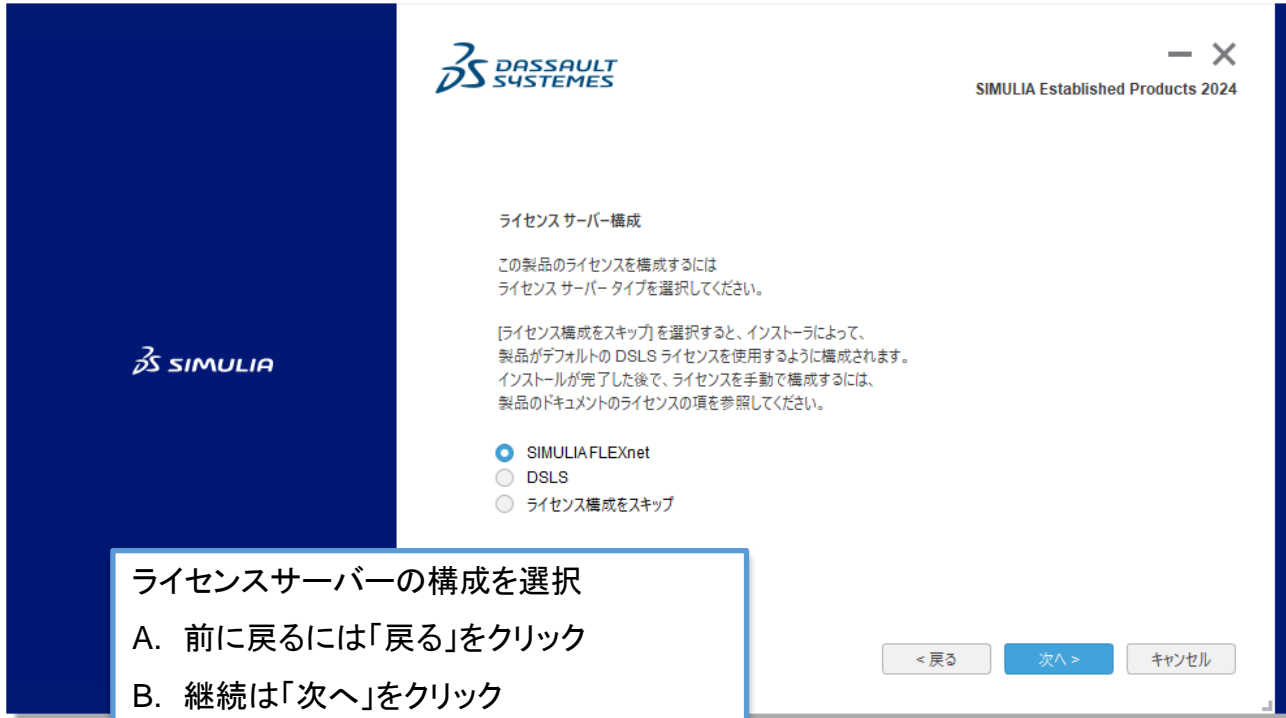 DASSAULT
SYSTEMES
SIMULIA Established Products 2024
ライセンス サーバー構成
この製品のライセンスを構成するには
ライセンス サーバー タイプを選択してください。
[ライセンス構成をスキップ] を選択すると、インストーラによって、
製品がデフォルトの DSLS ライセンスを使用するように構成されます。
インストールが完了した後で、ライセンスを手動で構成するには、
製品のドキュメントのライセンスの項を参照してください。
SIMULIA
SIMULIA FLEXnet
DSLS
ライセンス構成をスキップ
ライセンスサーバーの構成を選択
A. 前に戻るには「戻る」をクリック
B. 継続は「次へ」をクリック
< 戻る 次へ > キャンセル